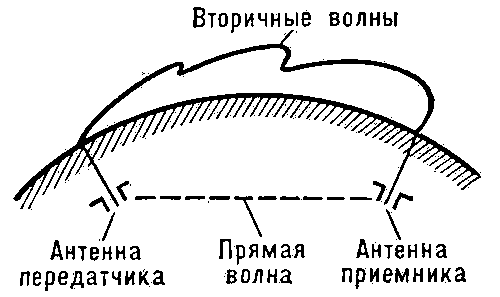 Вторичные волны
Антенна
передатчика
Прямая
волна
Антенна
приемника